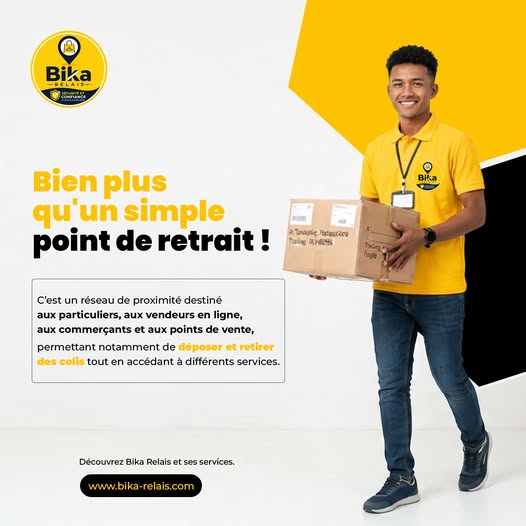 Bika
RELAIS
SÉCURITÉ ET
CONFIANCE
Bien plus
qu'un simple
point de retrait !
Bika
C'est un réseau de proximité destiné
aux particuliers, aux vendeurs en ligne,
aux commerçants et aux points de vente,
permettant notamment de déposer et retirer
des colis tout en accédant à différents services.
Découvrez Bika Relais et ses services.
www.bika-relais.com